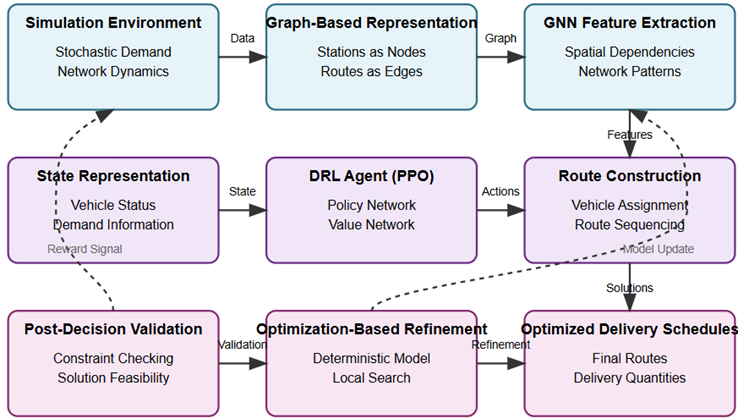 Simulation Environment
Stochastic Demand
Network Dynamics
Data
Graph-Based Representation
Stations as Nodes
Routes as Edges
Graph
GNN Feature Extraction
Spatial Dependencies
Network Patterns
Features
State Representation
Vehicle Status
Demand Information
Reward Signal
State
DRL Agent (PPO)
Policy Network
Value Network
Actions
Route Construction
Vehicle Assignment
Route Sequencing
Model Update
Solutions
Post-Decision Validation
Constraint Checking
Solution Feasibility
Validation
Optimization-Based Refinement
Deterministic Model
Local Search
Refinement
Optimized Delivery Schedules
Final Routes
Delivery Quantities